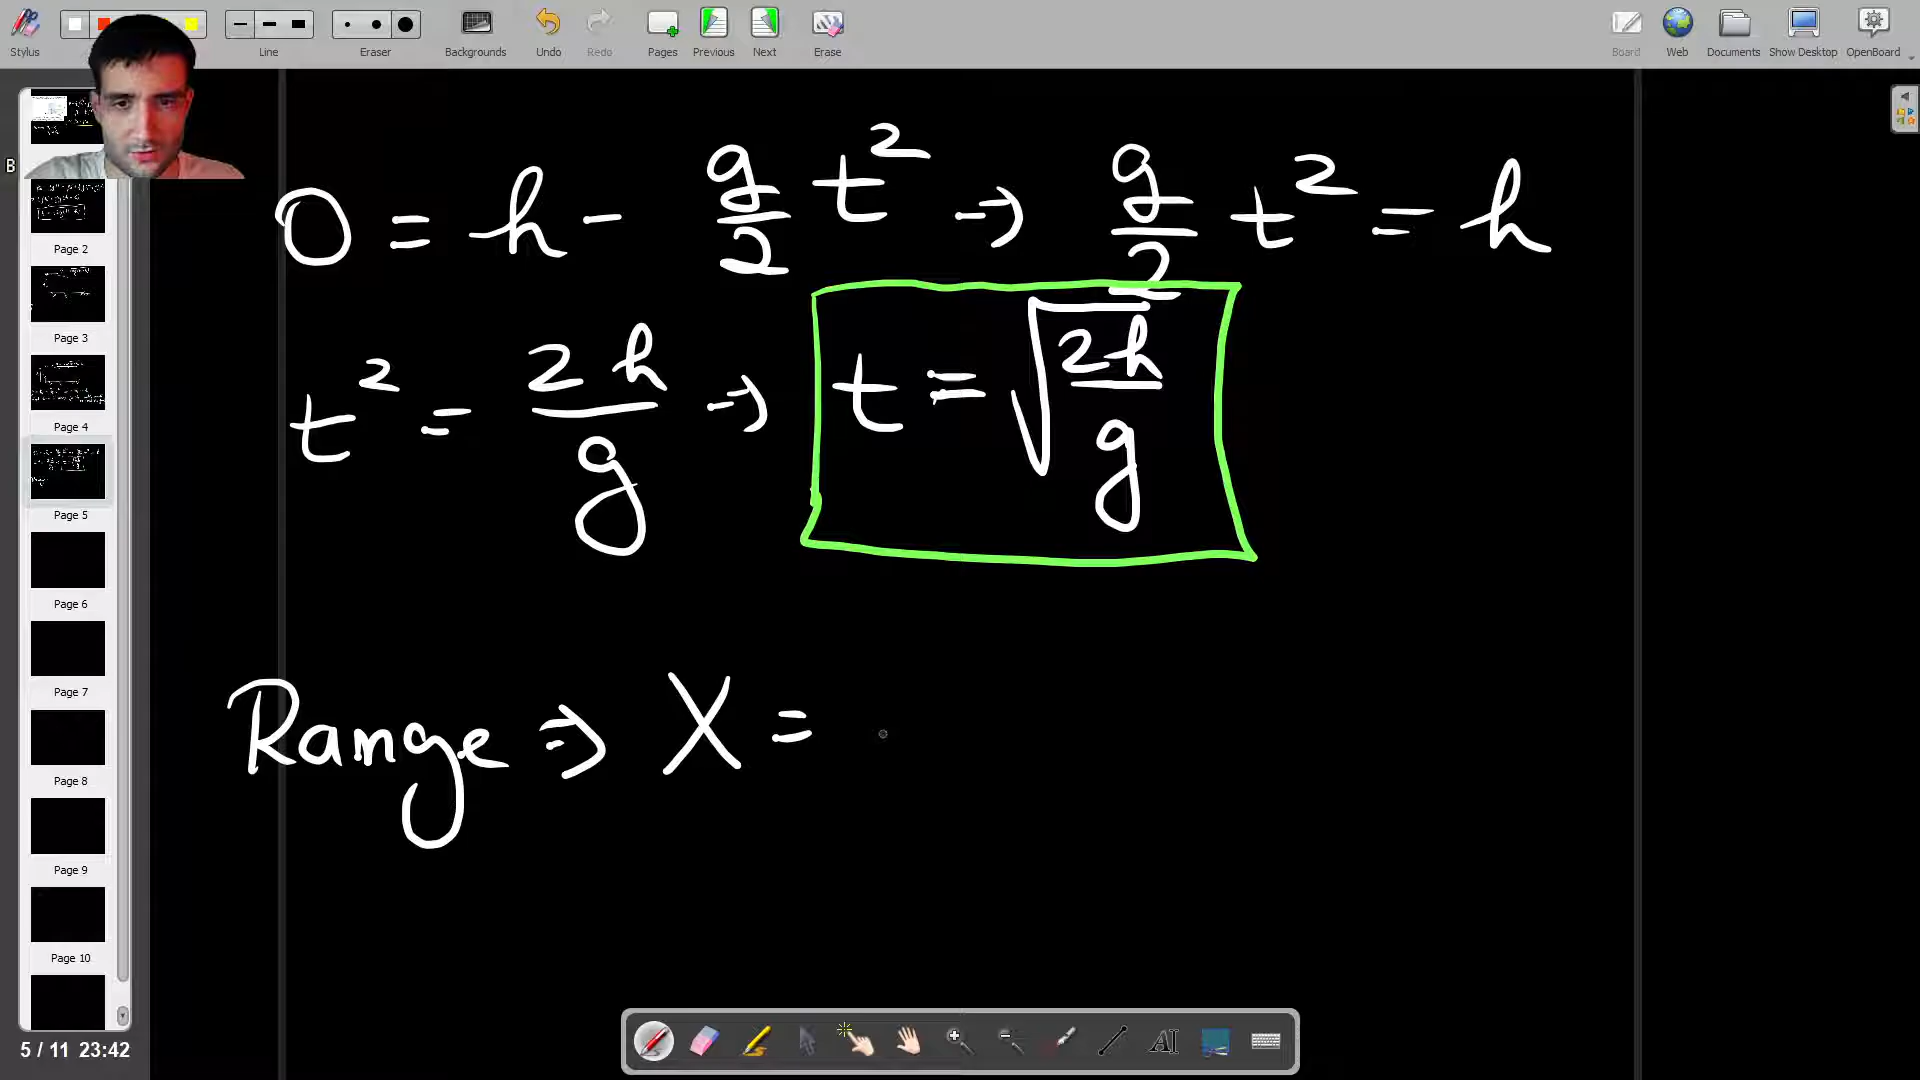 Stylus Line Eraser Backgrounds Undo Redo Pages Previous Next Erase Board Web Documents Show Desktop OpenBoard
B
0 = h - g/2 t² → g/2 t² = h
t² = 2h/g → t = √(2h/g)
Range ⇒ X =
Page 2
Page 3
Page 4
Page 5
Page 6
Page 7
Page 8
Page 9
Page 10
5 / 11 23:42
AI